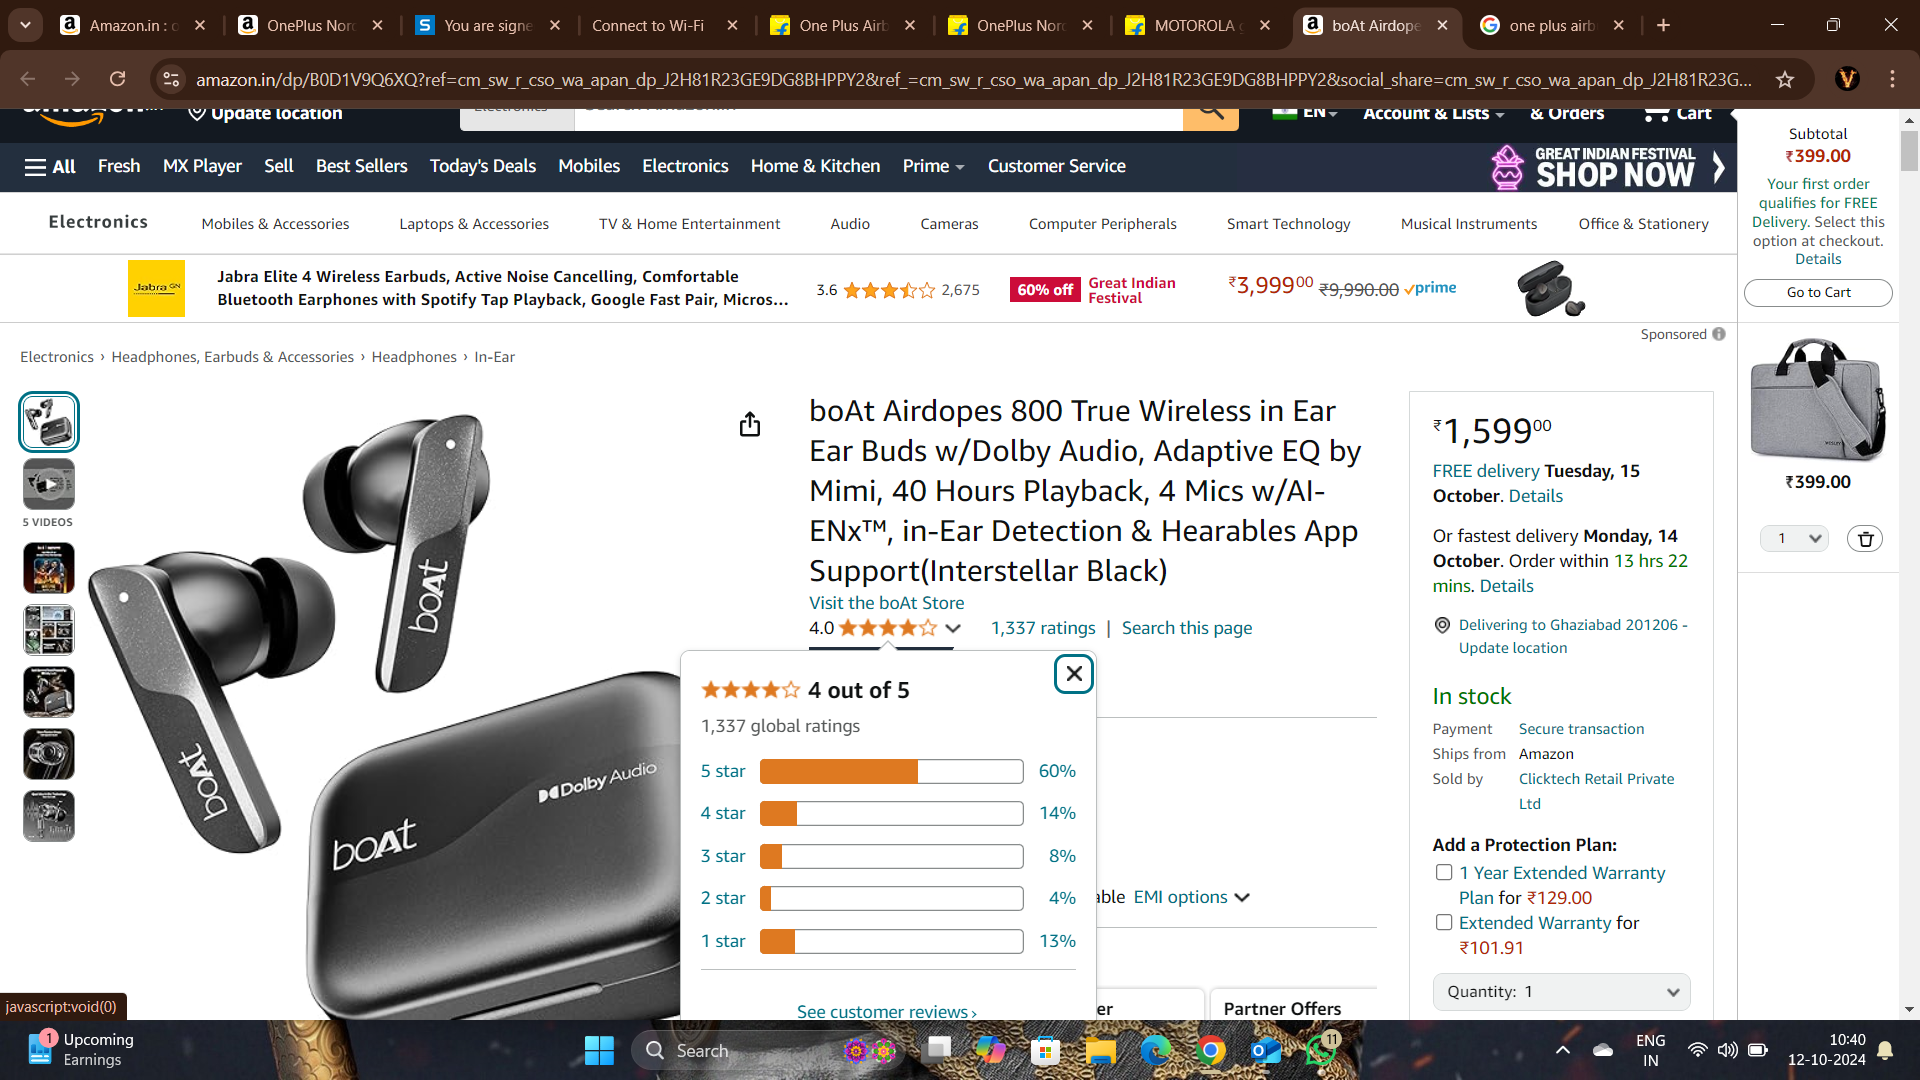 Amazon.in : o
OnePlus Nord
You are signe
Connect to Wi-Fi
One Plus Airb
OnePlus Nord
MOTOROLA g
boAt Airdope
one plus airb
amazon.in/dp/B0D1V9Q6XQ?ref=cm_sw_r_cso_wa_apan_dp_J2H81R23GE9DG8BHPPY2&ref_=cm_sw_r_cso_wa_apan_dp_J2H81R23GE9DG8BHPPY2&social_share=cm_sw_r_cso_wa_apan_dp_J2H81R23G...
Update location
Electronics
EN
Account & Lists
& Orders
Cart
All Fresh MX Player Sell Best Sellers Today's Deals Mobiles Electronics Home & Kitchen Prime Customer Service
GREAT INDIAN FESTIVAL
SHOP NOW
Electronics Mobiles & Accessories Laptops & Accessories TV & Home Entertainment Audio Cameras Computer Peripherals Smart Technology Musical Instruments Office & Stationery
Jabra GN
Jabra Elite 4 Wireless Earbuds, Active Noise Cancelling, Comfortable
Bluetooth Earphones with Spotify Tap Playback, Google Fast Pair, Micros...
3.6 2,675
60% off
Great Indian
Festival
₹3,99900 ₹9,990.00 prime
Sponsored
Subtotal
₹399.00
Your first order
qualifies for FREE
Delivery. Select this
option at checkout.
Details
Go to Cart
WESLEY
₹399.00
1
Electronics › Headphones, Earbuds & Accessories › Headphones › In-Ear
5 VIDEOS
boAt
boAt
boAt
Dolby Audio
boAt Airdopes 800 True Wireless in Ear
Ear Buds w/Dolby Audio, Adaptive EQ by
Mimi, 40 Hours Playback, 4 Mics w/AI-
ENx™, in-Ear Detection & Hearables App
Support(Interstellar Black)
Visit the boAt Store
4.0 1,337 ratings | Search this page
4 out of 5
1,337 global ratings
5 star 60%
4 star 14%
3 star 8%
2 star 4%
1 star 13%
See customer reviews ›
able EMI options
er
Partner Offers
₹1,59900
FREE delivery Tuesday, 15
October. Details
Or fastest delivery Monday, 14
October. Order within 13 hrs 22
mins. Details
Delivering to Ghaziabad 201206 -
Update location
In stock
Payment Secure transaction
Ships from Amazon
Sold by Clicktech Retail Private
Ltd
Add a Protection Plan:
1 Year Extended Warranty
Plan for ₹129.00
Extended Warranty for
₹101.91
Quantity: 1
javascript:void(0)
1
Upcoming
Earnings
Search
11
ENG
IN
10:40
12-10-2024